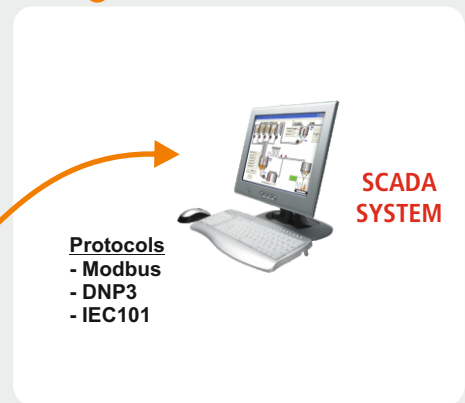 SCADA
SYSTEM
Protocols
- Modbus
- DNP3
- IEC101